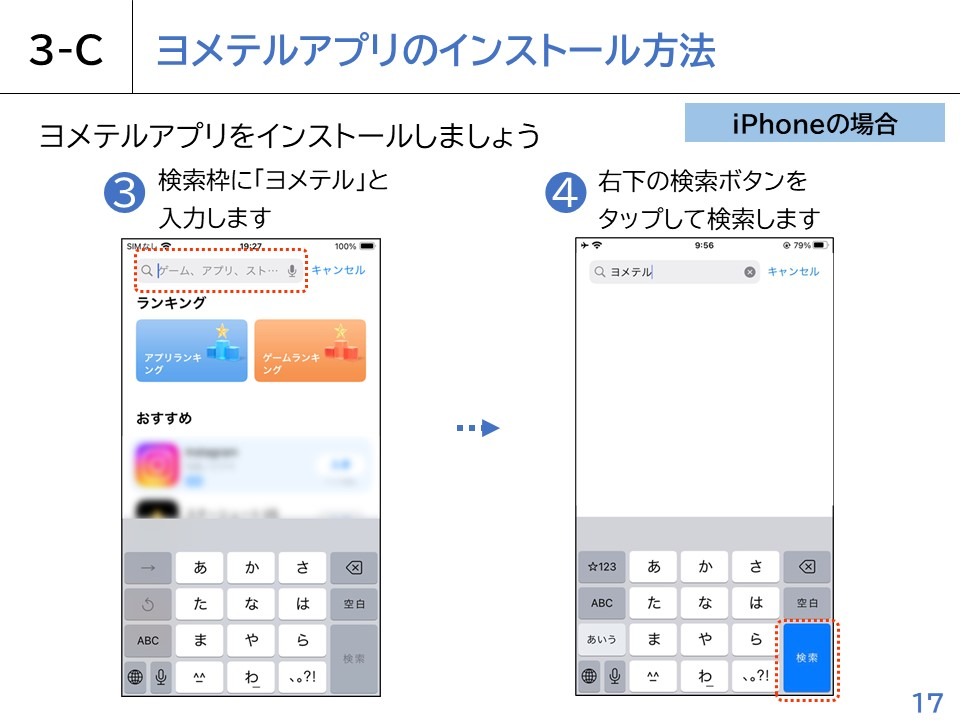 3-C
ヨメテルアプリのインストール方法
ヨメテルアプリをインストールしましょう
iPhoneの場合
3
検索枠に「ヨメテル」と
入力します
SIMなし 19:27 100%
ゲーム、アプリ、スト… キャンセル
ランキング
アプリランキ
ング
ゲームランキ
ング
おすすめ
→ あ か さ
た な は 空白
ABC ま や ら
^^ わ 、。?! 検索
4
右下の検索ボタンを
タップして検索します
9:56 79%
ヨメテル キャンセル
☆123 あ か さ
ABC た な は 空白
あいう ま や ら
^^ わ 、。?! 検索
17